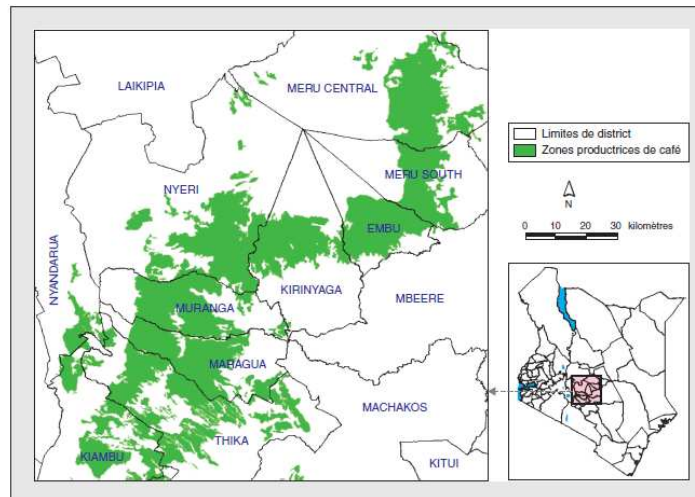 LAIKIPIA
MERU CENTRAL
MERU SOUTH
NYERI
EMBU
NYANDARUA
KIRINYAGA
MBEERE
MURANGA
MARAGUA
MACHAKOS
THIKA
KIAMBU
KITUI
Limites de district
Zones productrices de café
N
0 10 20 30 kilomètres